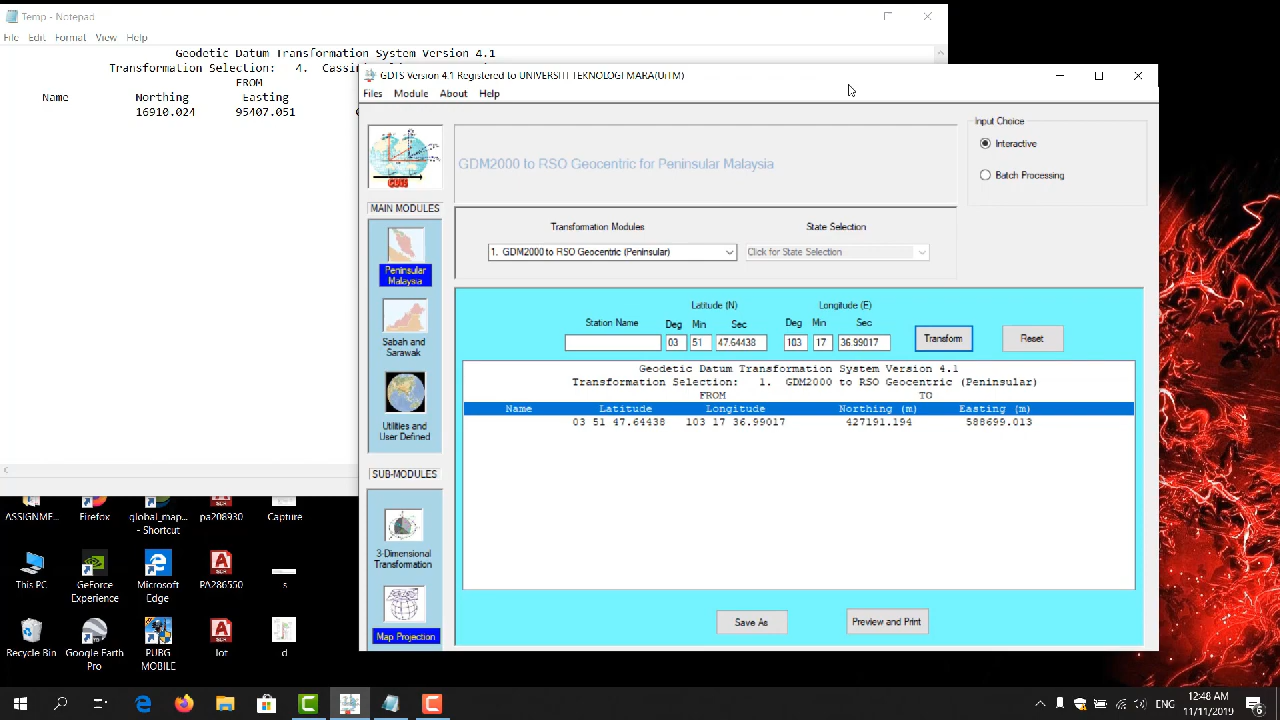 Temp - Notepad
File Edit Format View Help
Geodetic Datum Transformation System Version 4.1
Transformation Selection: 4.
FROM
Name Northing Easting
16910.024 95407.051
GDTS Version 4.1 Registered to UNIVERSITI TEKNOLOGI MARA(UiTM)
Files Module About Help
GDTS
GDM2000 to RSO Geocentric for Peninsular Malaysia
Input Choice
Interactive
Batch Processing
MAIN MODULES
Peninsular
Malaysia
Sabah and
Sarawak
Utilities and
User Defined
SUB-MODULES
3-Dimensional
Transformation
Map Projection
Transformation Modules State Selection
1. GDM2000 to RSO Geocentric (Peninsular) Click for State Selection
Latitude (N) Longitude (E)
Station Name Deg Min Sec Deg Min Sec
03 51 47.64438 103 17 36.99017 Transform Reset
Geodetic Datum Transformation System Version 4.1
Transformation Selection: 1. GDM2000 to RSO Geocentric (Peninsular)
FROM TO
Name Latitude Longitude Northing (m) Easting (m)
03 51 47.64438 103 17 36.99017 427191.194 588699.013
Save As Preview and Print
ASSIGNME... Firefox global_map...
- Shortcut pa208930 Capture
This PC GeForce
Experience Microsoft
Edge PA286550 s
Recycle Bin Google Earth
Pro PUBG
MOBILE lot d
ENG 12:48 AM
11/11/2019 6